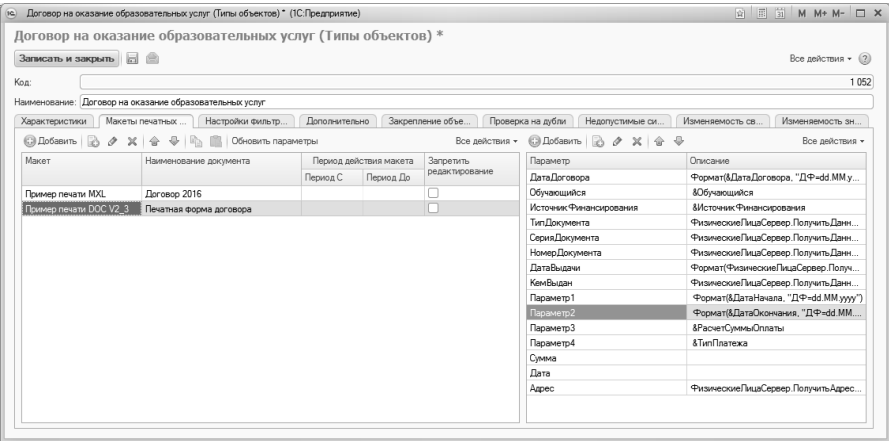 Договор на оказание образовательных услуг (Типы объектов) * (1С:Предприятие)
M M+ M-
Договор на оказание образовательных услуг (Типы объектов) *
Записать и закрыть
Все действия
Код: 1 052
Наименование: Договор на оказание образовательных услуг
Характеристики Макеты печатных ... Настройки фильтр... Дополнительно Закрепление объе... Проверка на дубли Недопустимые си... Изменяемость св... Изменяемость зн...
Добавить Обновить параметры Все действия
Макет Наименование документа Период действия макета Запретить редактирование
Период С Период До
Пример печати MXL Договор 2016
Пример печати DOC V2_3 Печатная форма договора
Добавить Все действия
Параметр Описание
ДатаДоговора Формат(&ДатаДоговора, "ДФ=dd.MM.y...
Обучающийся &Обучающийся
ИсточникФинансирования &ИсточникФинансирования
ТипДокумента ФизическиеЛицаСервер.ПолучитьДанн...
СерияДокумента ФизическиеЛицаСервер.ПолучитьДанн...
НомерДокумента ФизическиеЛицаСервер.ПолучитьДанн...
ДатаВыдачи Формат(ФизическиеЛицаСервер.Получ...
КемВыдан ФизическиеЛицаСервер.ПолучитьДанн...
Параметр1 Формат(&ДатаНачала, "ДФ=dd.MM.yyyy")
Параметр2 Формат(&ДатаОкончания, "ДФ=dd.MM....
Параметр3 &РасчетСуммыОплаты
Параметр4 &ТипПлатежа
Сумма
Дата
Адрес ФизическиеЛицаСервер.ПолучитьАдрес...